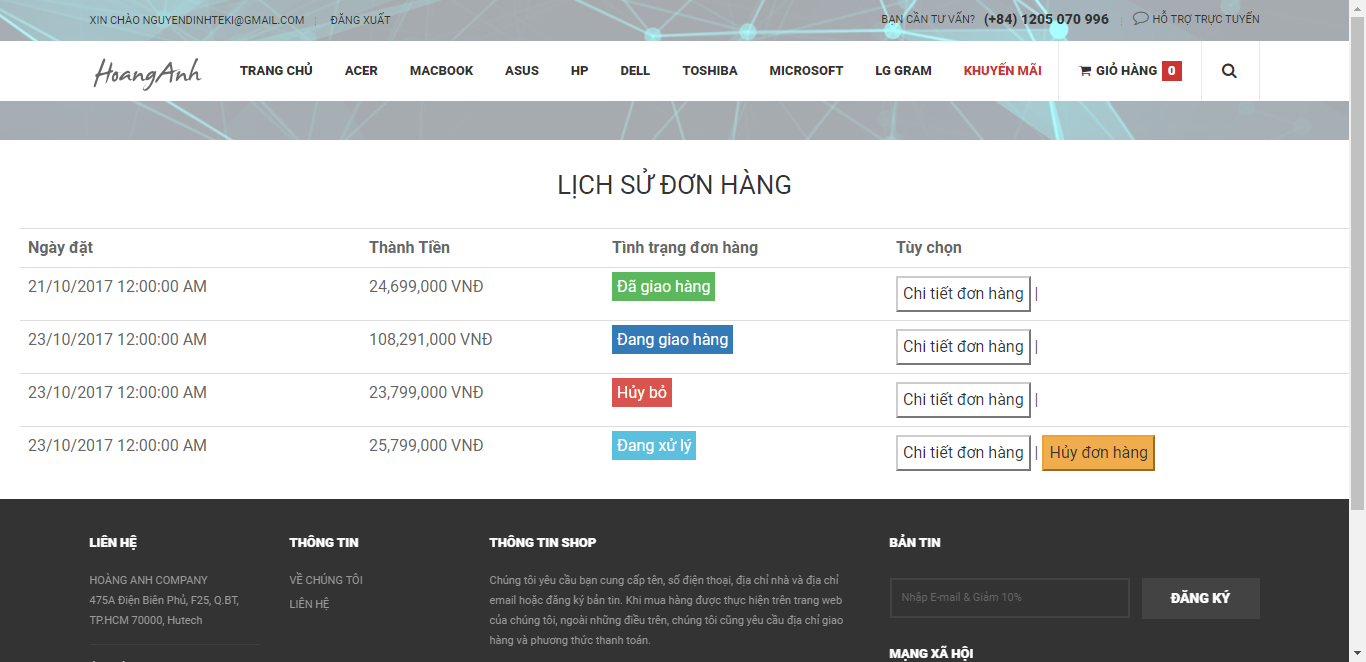 XIN CHÀO NGUYENDINHTEKI@GMAIL.COM | ĐĂNG XUẤT BẠN CẦN TƯ VẤN? (+84) 1205 070 996 | HỖ TRỢ TRỰC TUYẾN
HoangAnh TRANG CHỦ ACER MACBOOK ASUS HP DELL TOSHIBA MICROSOFT LG GRAM KHUYẾN MÃI GIỎ HÀNG 0
LỊCH SỬ ĐƠN HÀNG
Ngày đặt Thành Tiền Tình trạng đơn hàng Tùy chọn
21/10/2017 12:00:00 AM 24,699,000 VNĐ Đã giao hàng Chi tiết đơn hàng |
23/10/2017 12:00:00 AM 108,291,000 VNĐ Đang giao hàng Chi tiết đơn hàng |
23/10/2017 12:00:00 AM 23,799,000 VNĐ Hủy bỏ Chi tiết đơn hàng |
23/10/2017 12:00:00 AM 25,799,000 VNĐ Đang xử lý Chi tiết đơn hàng | Hủy đơn hàng
LIÊN HỆ
HOÀNG ANH COMPANY
475A Điện Biên Phủ, F25, Q.BT,
TP.HCM 70000, Hutech
THÔNG TIN
VỀ CHÚNG TÔI
LIÊN HỆ
THÔNG TIN SHOP
Chúng tôi yêu cầu bạn cung cấp tên, số điện thoại, địa chỉ nhà và địa chỉ
email hoặc đăng ký bản tin. Khi mua hàng được thực hiện trên trang web
của chúng tôi, ngoài những điều trên, chúng tôi cũng yêu cầu địa chỉ giao
hàng và phương thức thanh toán.
BẢN TIN
Nhập E-mail & Giảm 10% ĐĂNG KÝ
MẠNG XÃ HỘI